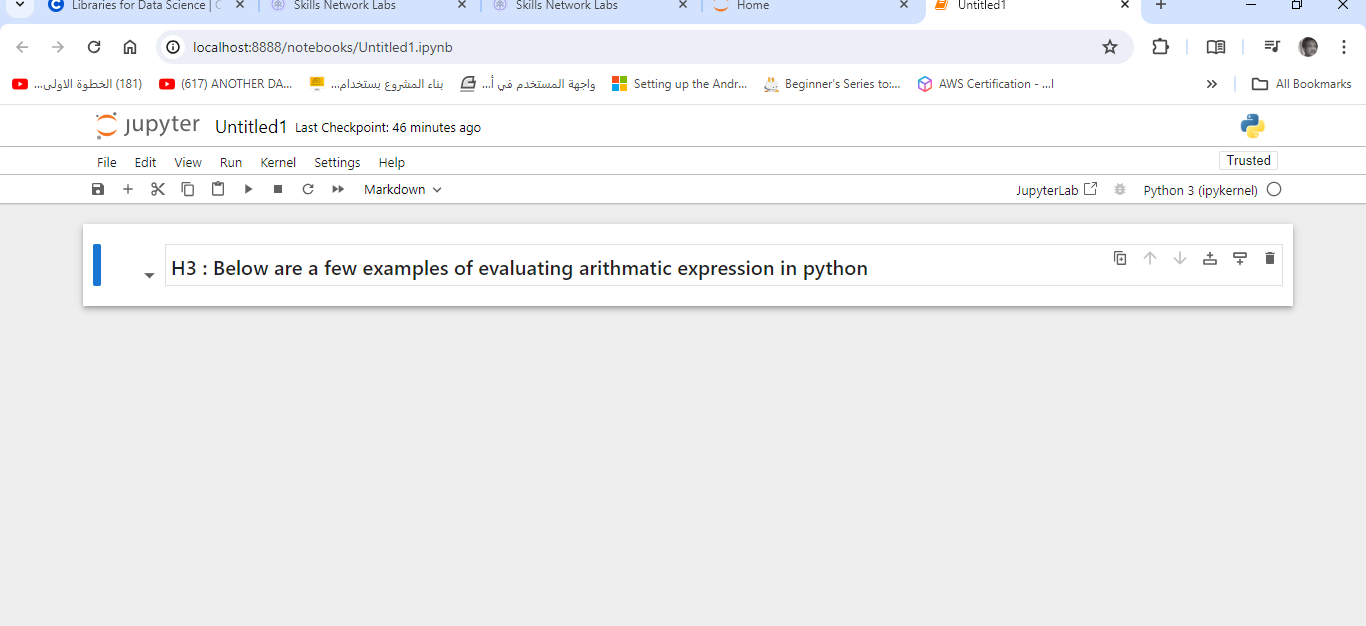 Libraries for Data Science | C
Skills Network Labs
Skills Network Labs
Home
Untitled1
localhost:8888/notebooks/Untitled1.ipynb
(181) الخطوة الاولى...
(617) ANOTHER DA...
بناء المشروع بستخدام...
واجهة المستخدم في أ...
Setting up the Andr...
Beginner's Series to:...
AWS Certification - ...ا
All Bookmarks
jupyter Untitled1 Last Checkpoint: 46 minutes ago
File Edit View Run Kernel Settings Help
Trusted
Markdown
JupyterLab
Python 3 (ipykernel)
H3 : Below are a few examples of evaluating arithmatic expression in python